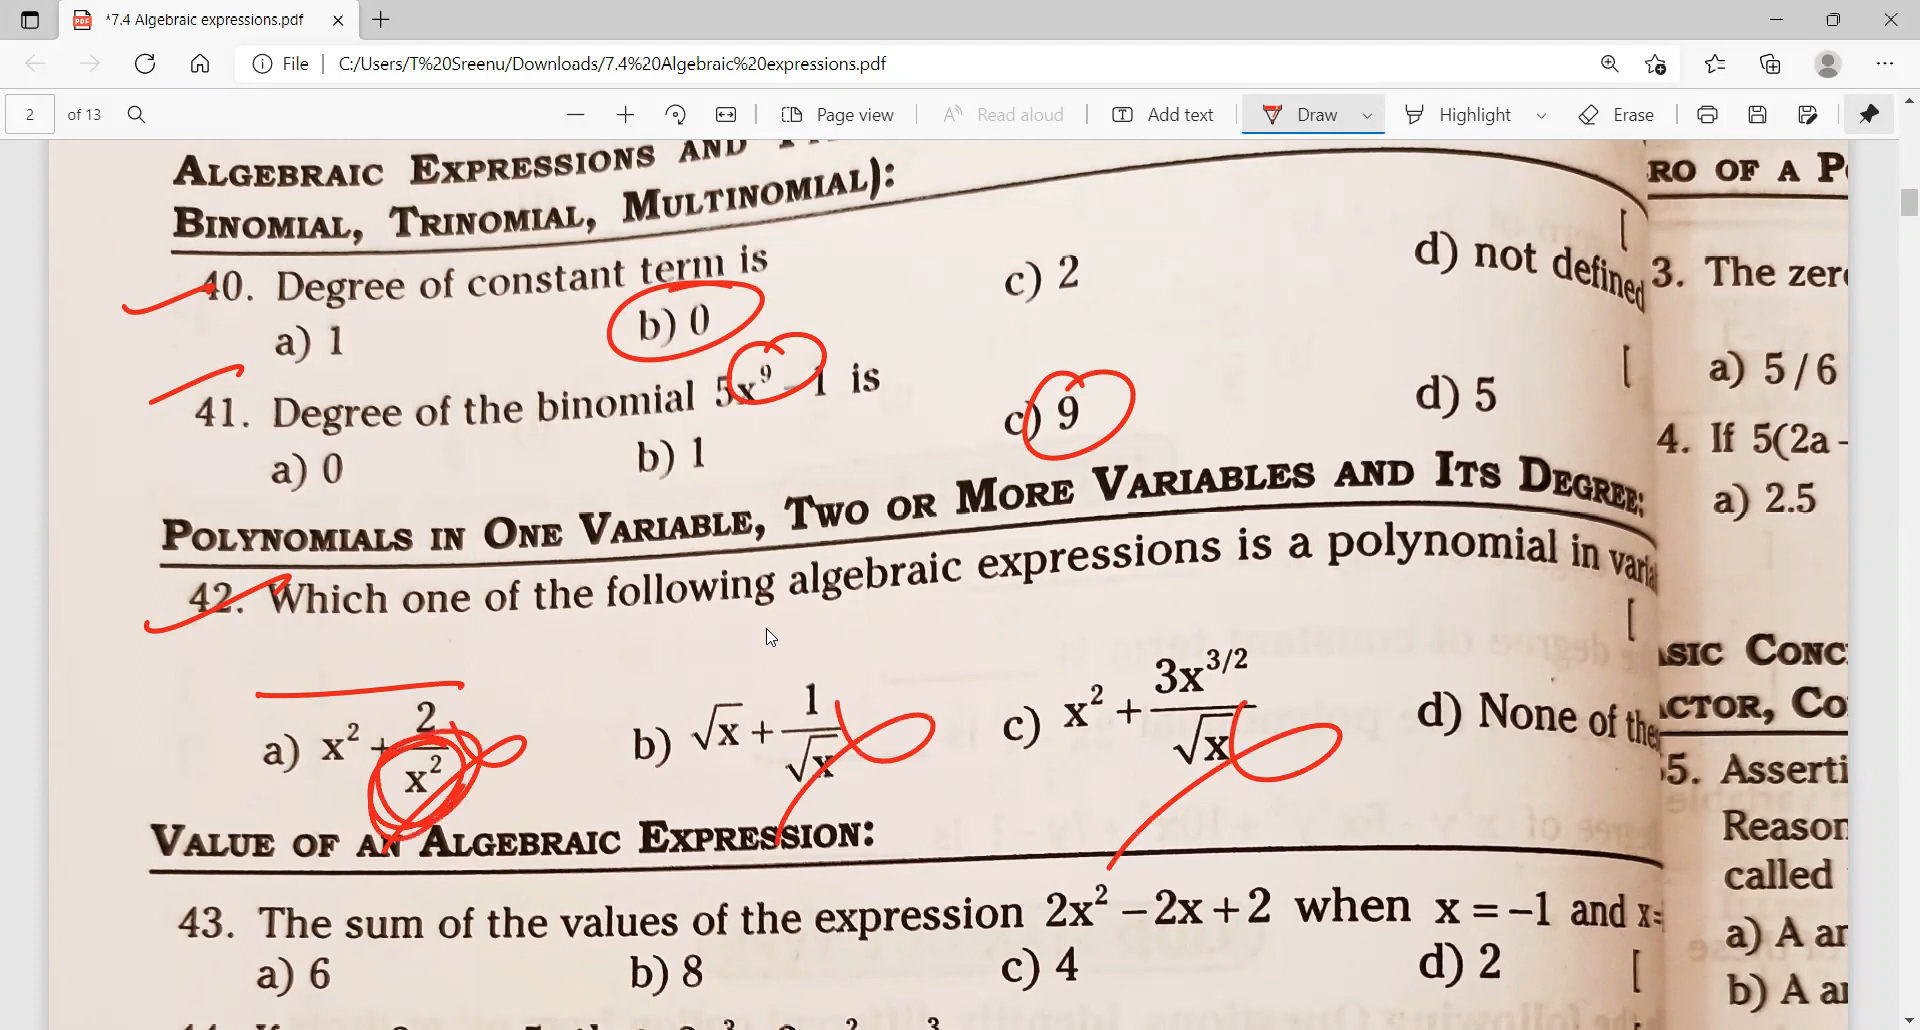 *7.4 Algebraic expressions.pdf
File C:/Users/T%20Sreenu/Downloads/7.4%20Algebraic%20expressions.pdf
2 of 13 Page view Read aloud Add text Draw Highlight Erase
ALGEBRAIC EXPRESSIONS AND
BINOMIAL, TRINOMIAL, MULTINOMIAL):
40. Degree of constant term is [
a) 1 b) 0 c) 2 d) not defined
41. Degree of the binomial 5x⁹ – 1 is [
a) 0 b) 1 c) 9 d) 5
POLYNOMIALS IN ONE VARIABLE, TWO OR MORE VARIABLES AND ITS DEGREE:
42. Which one of the following algebraic expressions is a polynomial in
[
a) x² + 2/x² b) √x + 1/√x c) x² + 3x^(3/2)/√x d) None of
VALUE OF AN ALGEBRAIC EXPRESSION:
43. The sum of the values of the expression 2x² – 2x + 2 when x = –1 and x=
a) 6 b) 8 c) 4 d) 2 [
RO OF A P
3. The zer
a) 5/6
4. If 5(2a -
a) 2.5
SIC CONC
CTOR, CO
5. Asserti
Reason
called
a) A an
b) A a